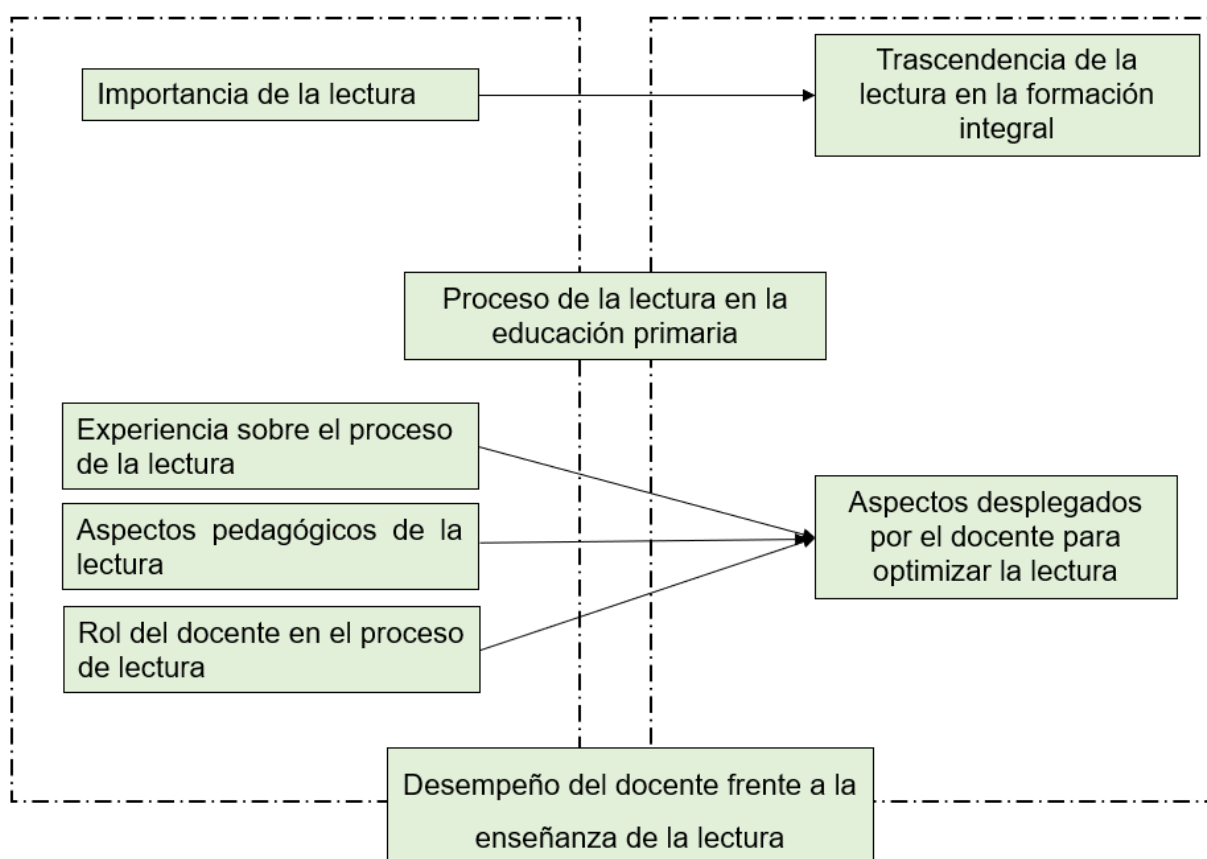 Importancia de la lectura
Trascendencia de la
lectura en la formación
integral
Proceso de la lectura en la
educación primaria
Experiencia sobre el proceso
de la lectura
Aspectos pedagógicos de la
lectura
Rol del docente en el proceso
de lectura
Aspectos desplegados
por el docente para
optimizar la lectura
Desempeño del docente frente a la
enseñanza de la lectura